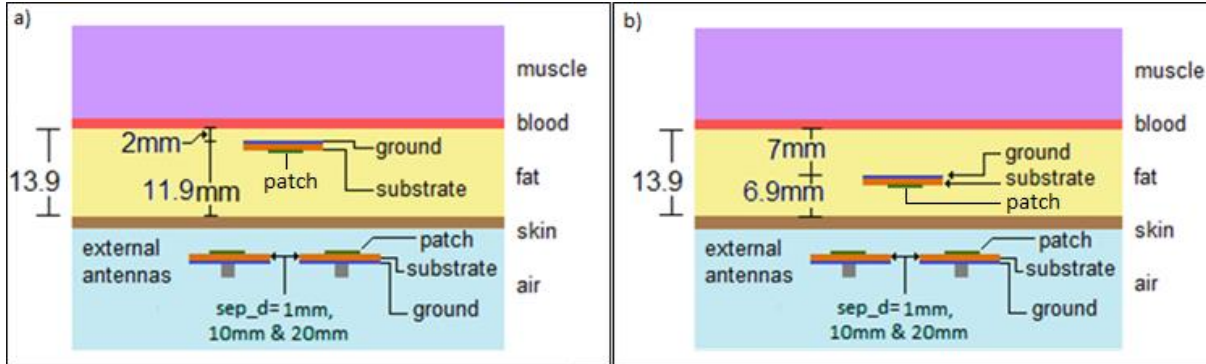 a)
muscle
blood
2mm
ground
13.9
11.9mm
patch
substrate
fat
skin
external
antennas
patch
substrate
ground
air
sep_d= 1mm,
10mm & 20mm
b)
muscle
blood
7mm
ground
13.9
substrate
6.9mm
patch
fat
skin
external
antennas
patch
substrate
ground
air
sep_d= 1mm,
10mm & 20mm